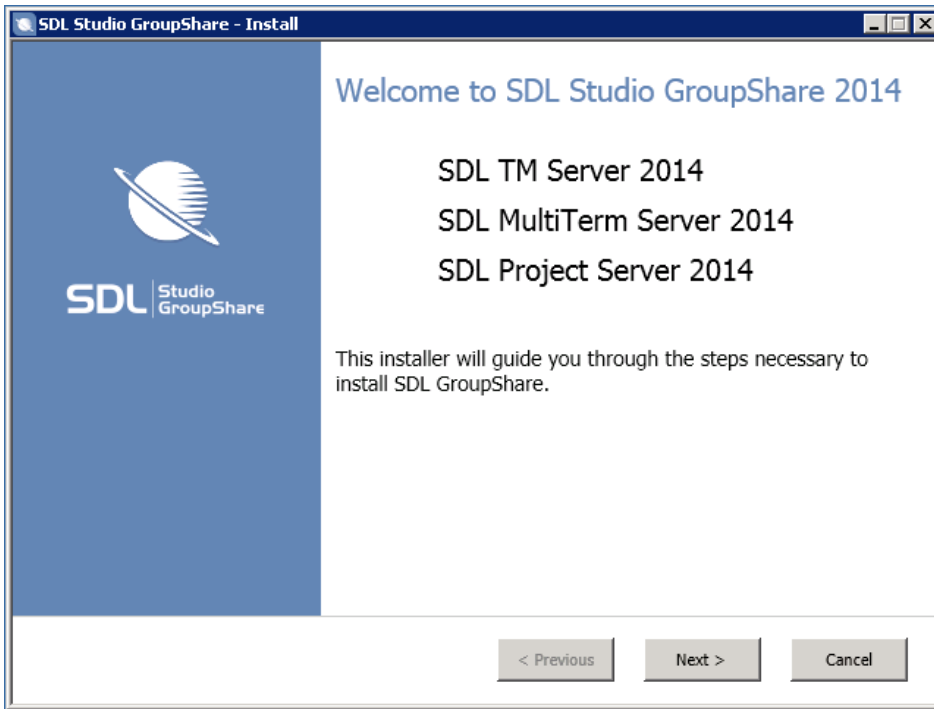 SDL Studio GroupShare - Install
Welcome to SDL Studio GroupShare 2014
SDL TM Server 2014
SDL MultiTerm Server 2014
SDL Project Server 2014
SDL Studio
GroupShare
This installer will guide you through the steps necessary to
install SDL GroupShare.
< Previous
Next >
Cancel